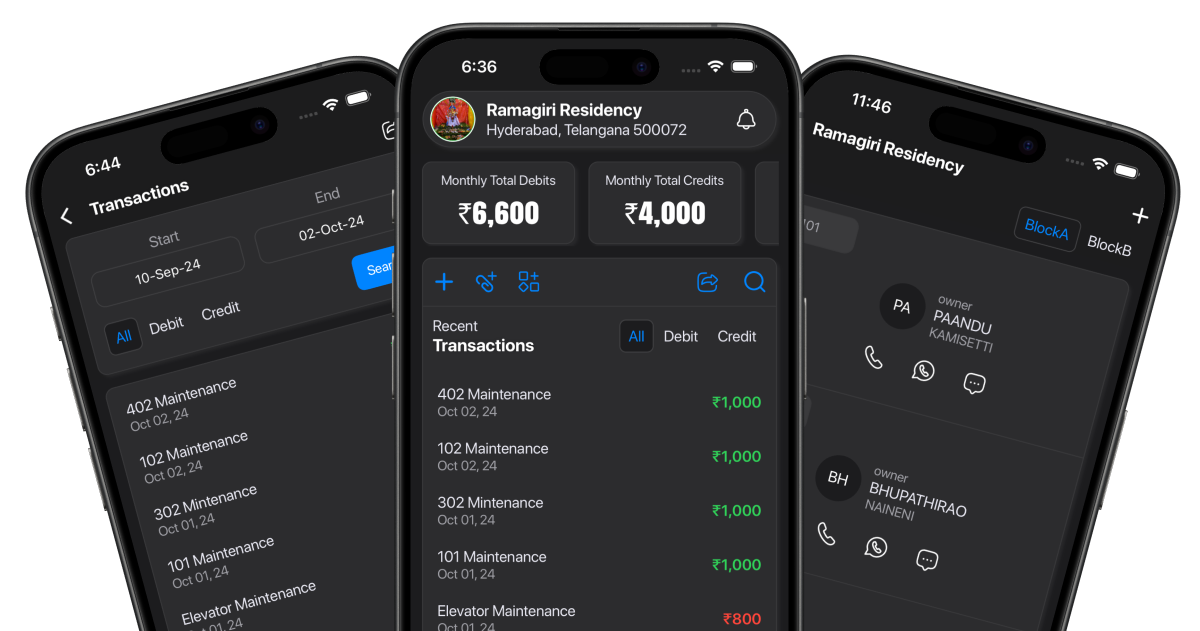 6:44
Transactions
Start
End
10-Sep-24
02-Oct-24
All
Debit
Credit
402 Maintenance
Oct 02, 24
102 Maintenance
Oct 02, 24
302 Mintenance
Oct 01, 24
101 Maintenance
Oct 01, 24
Elevator Maintenance
6:36
Ramagiri Residency
Hyderabad, Telangana 500072
Monthly Total Debits
₹6,600
Monthly Total Credits
₹4,000
Recent
Transactions
All
Debit
Credit
402 Maintenance
₹1,000
Oct 02, 24
102 Maintenance
₹1,000
Oct 02, 24
302 Mintenance
₹1,000
Oct 01, 24
101 Maintenance
₹1,000
Oct 01, 24
Elevator Maintenance
₹800
Oct 01, 24
11:46
Ramagiri Residency
BlockA
BlockB
PA
owner
PAANDU
KAMISETTI
BH
owner
BHUPATHIRAO
NAINENI